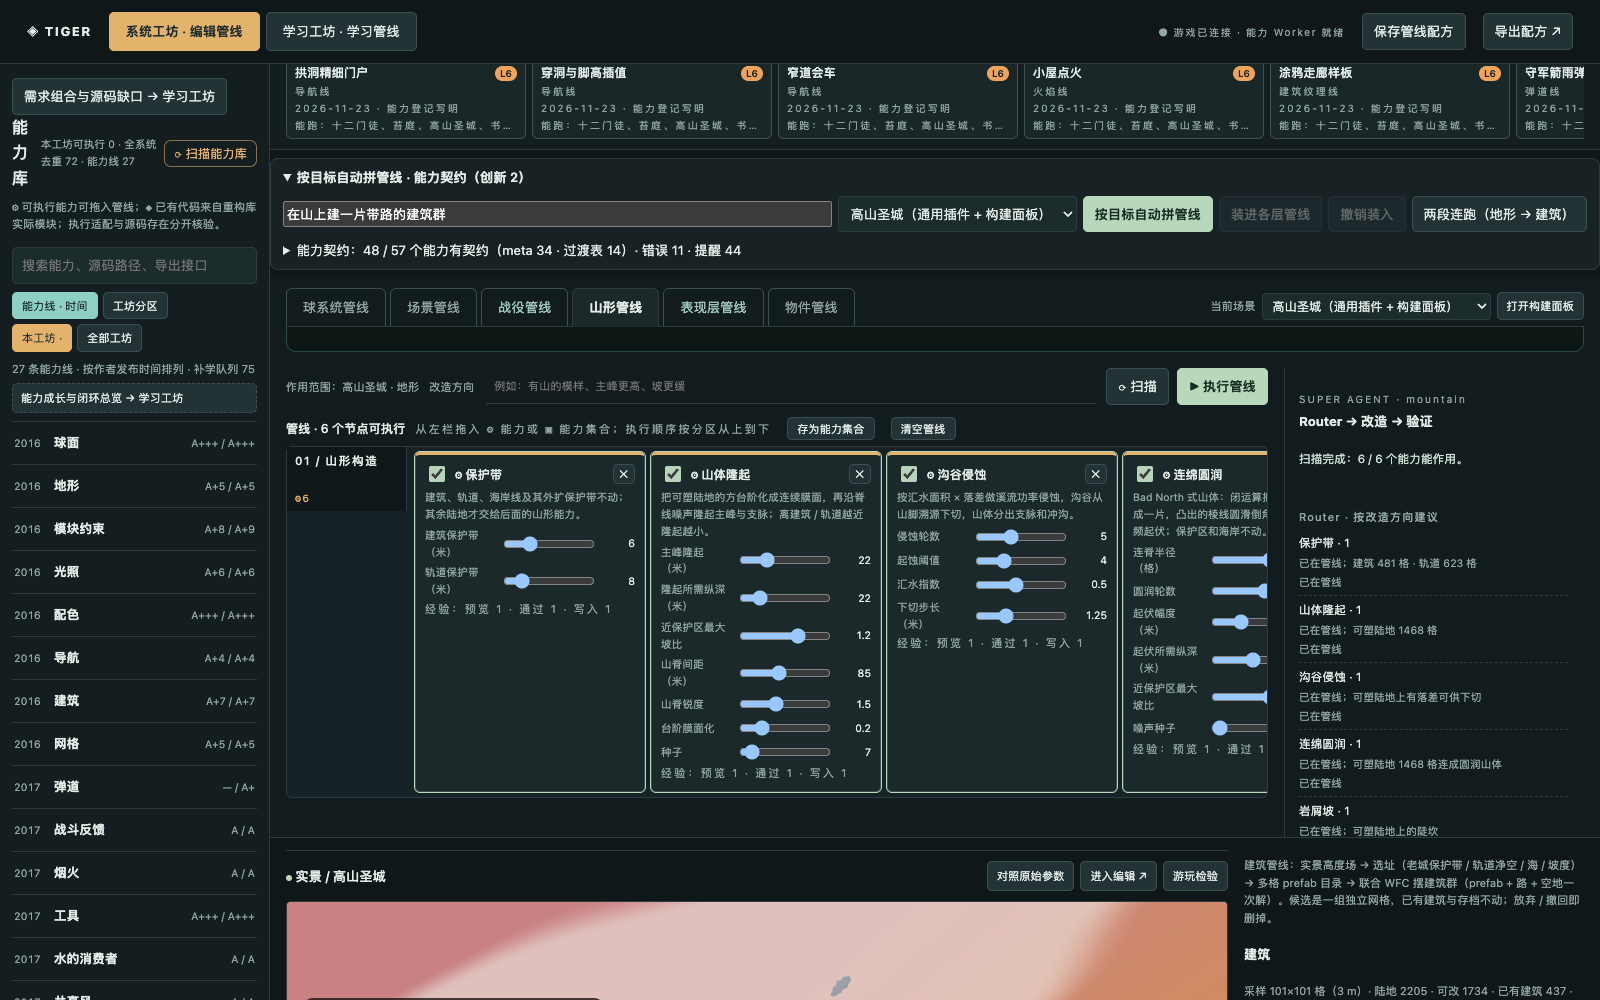 ◈ TIGER
系统工坊 · 编辑管线
学习工坊 · 学习管线
游戏已连接 · 能力 Worker 就绪
保存管线配方
导出配方 ↗
需求组合与源码缺口 → 学习工坊
能力库
本工坊可执行 0 · 全系统
去重 72 · 能力线 27
⟳ 扫描能力库
⚙ 可执行能力可拖入管线；◆ 已有代码来自重构库
实际模块；执行适配与源码存在分开核验。
搜索能力、源码路径、导出接口
能力线 · 时间
工坊分区
本工坊 ·
全部工坊
27 条能力线 · 按作者发布时间排列 · 补学队列 75
能力成长与闭环总览 → 学习工坊
2016 球面 A+++ / A+++
2016 地形 A+5 / A+5
2016 模块约束 A+8 / A+9
2016 光照 A+6 / A+6
2016 配色 A+++ / A+++
2016 导航 A+4 / A+4
2016 建筑 A+7 / A+7
2016 网格 A+5 / A+5
2017 弹道 — / A+
2017 战斗反馈 A / A
2017 烟火 A / A
2017 工具 A+++ / A+++
2017 水的消费者 A / A
拱洞精细门户 L6
导航线
2026-11-23 · 能力登记写明
能跑：十二门徒、苔庭、高山圣城、书…
穿洞与脚高插值 L6
导航线
2026-11-23 · 能力登记写明
能跑：十二门徒、苔庭、高山圣城、书…
窄道会车 L6
导航线
2026-11-23 · 能力登记写明
能跑：十二门徒、苔庭、高山圣城、书…
小屋点火 L6
火焰线
2026-11-23 · 能力登记写明
能跑：十二门徒、苔庭、高山圣城、书…
涂鸦走廊样板 L6
建筑纹理线
2026-11-23 · 能力登记写明
能跑：十二门徒、苔庭、高山圣城、书…
守军箭雨弹
弹道线
2026-11-23
能跑：十二
▼ 按目标自动拼管线 · 能力契约（创新 2）
在山上建一片带路的建筑群
高山圣城（通用插件 + 构建面板）
按目标自动拼管线
装进各层管线
撤销装入
两段连跑（地形 → 建筑）
▶ 能力契约：48 / 57 个能力有契约（meta 34 · 过渡表 14）· 错误 11 · 提醒 44
球系统管线
场景管线
战役管线
山形管线
表现层管线
物件管线
当前场景
高山圣城（通用插件 + 构建面板）
打开构建面板
作用范围：高山圣城 · 地形
改造方向
例如：有山的模样、主峰更高、坡更缓
⟳ 扫描
▶ 执行管线
管线 · 6 个节点可执行
从左栏拖入 ⚙ 能力或 ▣ 能力集合；执行顺序按分区从上到下
存为能力集合
清空管线
01 / 山形构造
⚙6
⚙ 保护带 ✕
建筑、轨道、海岸线及其外扩保护带不动；
其余陆地才交给后面的山形能力。
建筑保护带（米） 6
轨道保护带（米） 8
经验：预览 1 · 通过 1 · 写入 1
⚙ 山体隆起 ✕
把可塑陆地的方台阶化成连续膜面，再沿脊
线噪声隆起主峰与支脉；离建筑 / 轨道越近
隆起越小。
主峰隆起（米） 22
隆起所需纵深（米） 22
近保护区最大坡比 1.2
山脊间距（米） 85
山脊锐度 1.5
台阶膜面化 0.2
种子 7
经验：预览 1 · 通过 1 · 写入 1
⚙ 沟谷侵蚀 ✕
按汇水面积 × 落差做溪流功率侵蚀，沟谷从
山脚溯源下切，山体分出支脉和冲沟。
侵蚀轮数 5
起蚀阈值 4
汇水指数 0.5
下切步长（米） 1.25
经验：预览 1 · 通过 1 · 写入 1
⚙ 连绵圆润
Bad North 式山体：闭运算把
成一片，凸出的棱线圆滑倒角
频起伏；保护区和海岸不动。
连脊半径（格）
圆润轮数
起伏幅度（米）
起伏所需纵深（米）
近保护区最大坡比
噪声种子
经验：预览 1 · 通过 1
SUPER AGENT · mountain
Router → 改造 → 验证
扫描完成：6 / 6 个能力能作用。
Router · 按改造方向建议
保护带 · 1
已在管线；建筑 481 格 · 轨道 623 格
已在管线
山体隆起 · 1
已在管线；可塑陆地 1468 格
已在管线
沟谷侵蚀 · 1
已在管线；可塑陆地上有落差可供下切
已在管线
连绵圆润 · 1
已在管线；可塑陆地 1468 格连成圆润山体
已在管线
岩屑坡 · 1
已在管线；可塑陆地上的陡坎
实景 / 高山圣城
对照原始参数
进入编辑 ↗
游玩检验
建筑管线：实景高度场 → 选址（老城保护带 / 轨道净空 / 海 / 坡度）
→ 多格 prefab 目录 → 联合 WFC 摆建筑群（prefab + 路 + 空地一
次解）。候选是一组独立网格，已有建筑与存档不动；放弃 / 撤回即
删掉。
建筑
采样 101×101 格（3 m）· 陆地 2205 · 可改 1734 · 已有建筑 437 ·